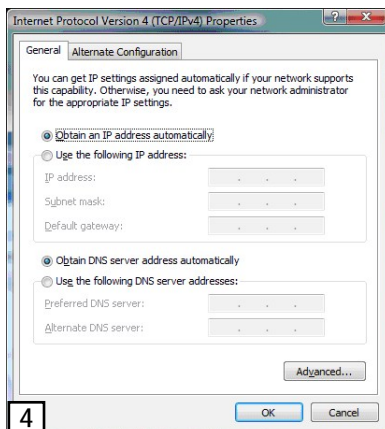 Internet Protocol Version 4 (TCP/IPv4) Properties
General
Alternate Configuration
You can get IP settings assigned automatically if your network supports
this capability. Otherwise, you need to ask your network administrator
for the appropriate IP settings.
Obtain an IP address automatically
Use the following IP address:
IP address:
Subnet mask:
Default gateway:
Obtain DNS server address automatically
Use the following DNS server addresses:
Preferred DNS server:
Alternate DNS server:
Advanced...
4
OK
Cancel